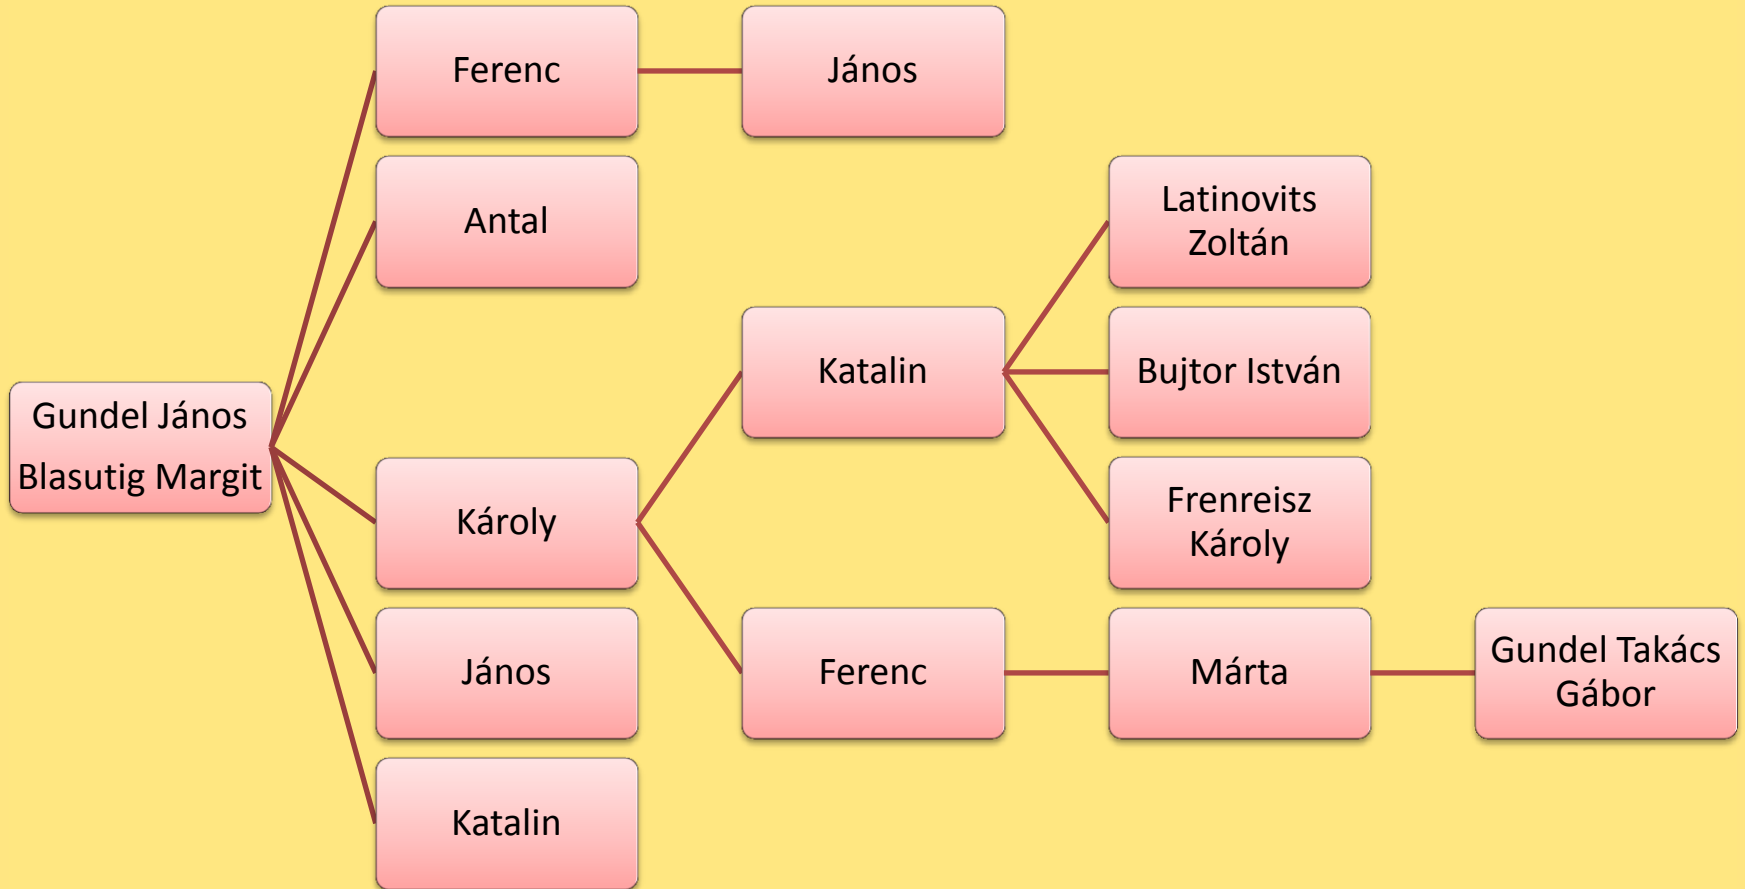 Ferenc
János
Antal
Latinovits
Zoltán
Katalin
Bujtor István
Gundel János
Blasutig Margit
Károly
Frenreisz
Károly
János
Ferenc
Márta
Gundel Takács
Gábor
Katalin